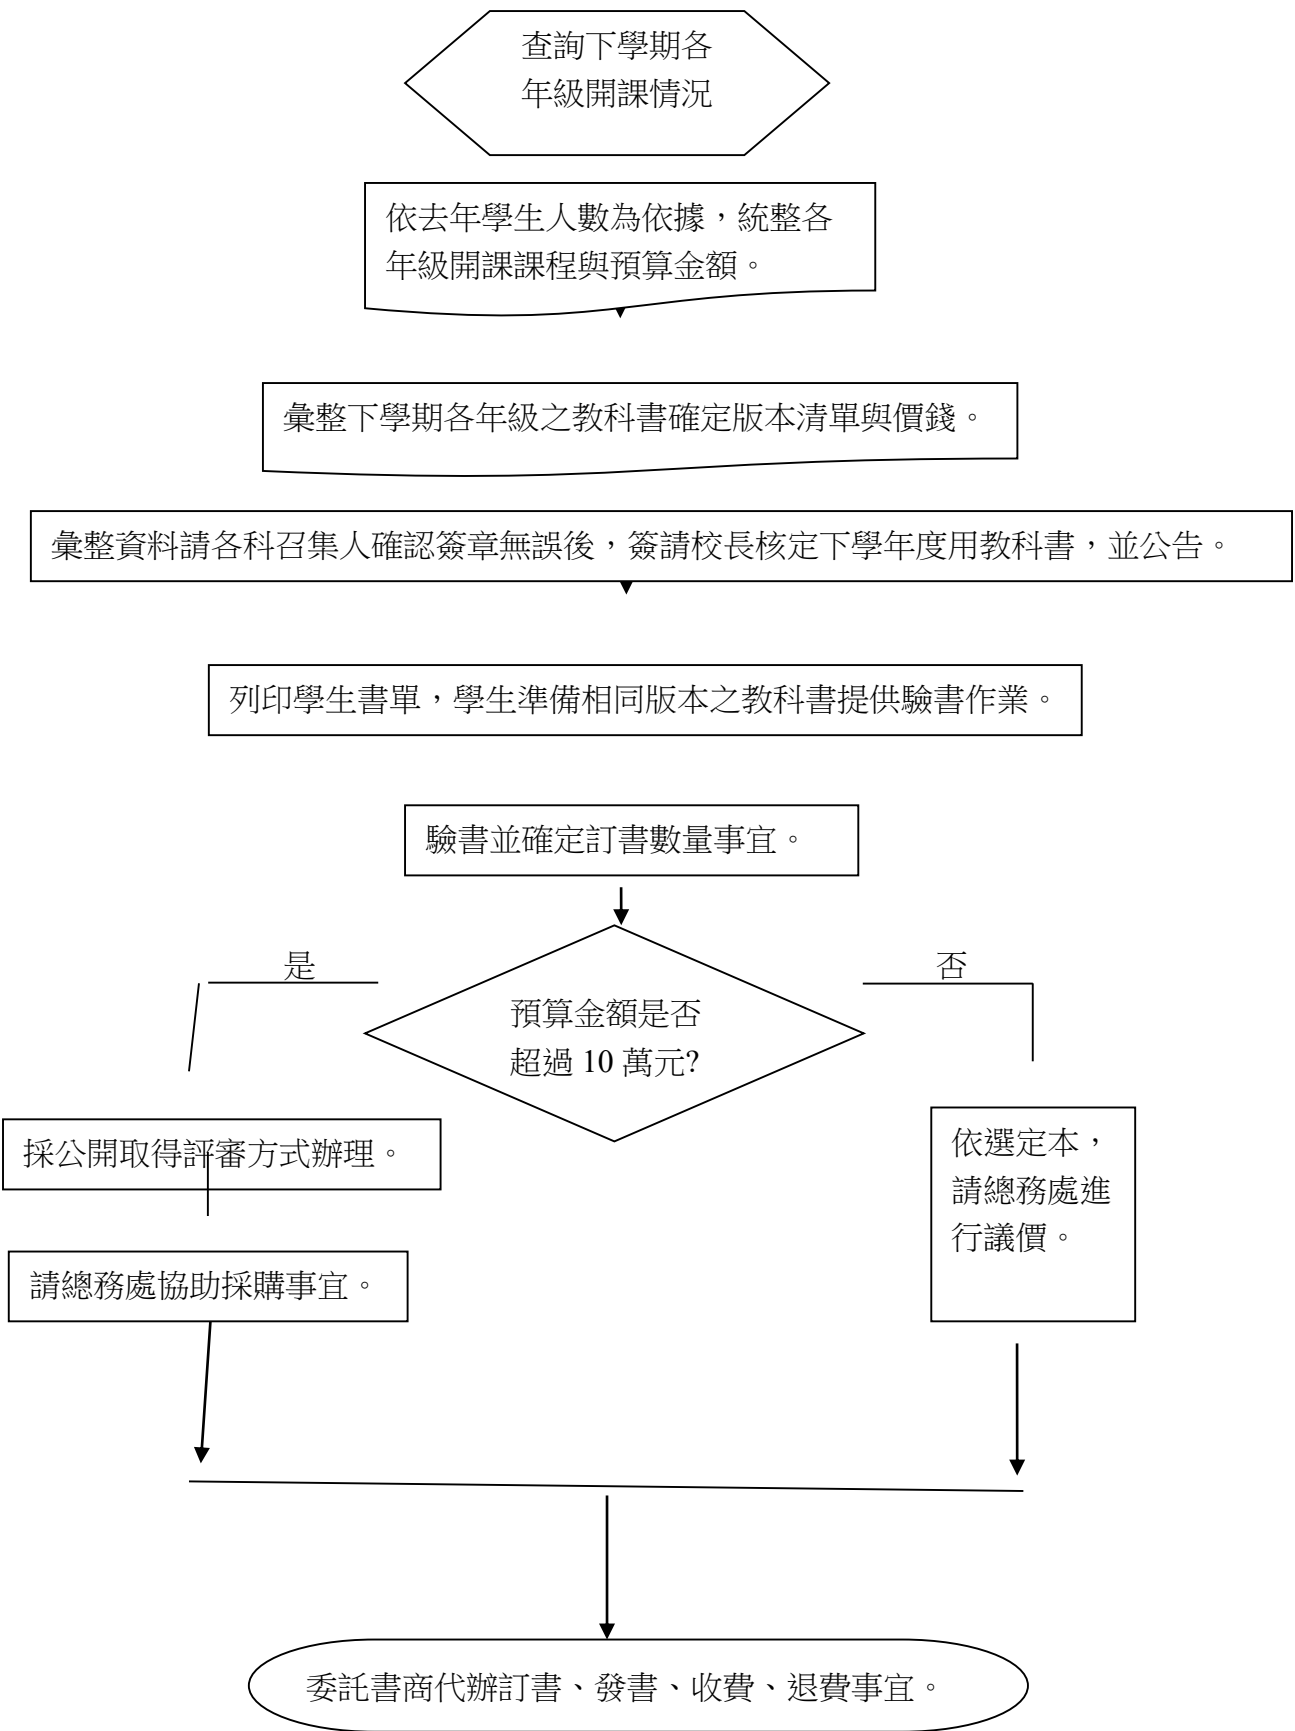 查詢下學期各
年級開課情況
依去年學生人數為依據，統整各
年級開課課程與預算金額。
彙整下學期各年級之教科書確定版本清單與價錢。
彙整資料請各科召集人確認簽章無誤後，簽請校長核定下學年度用教科書，並公告。
列印學生書單，學生準備相同版本之教科書提供驗書作業。
驗書並確定訂書數量事宜。
是
否
預算金額是否
超過 10 萬元?
採公開取得評審方式辦理。
依選定本，
請總務處進
行議價。
請總務處協助採購事宜。
委託書商代辦訂書、發書、收費、退費事宜。